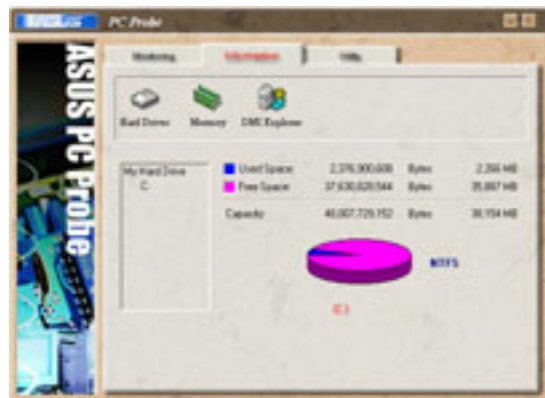 PC Probe
ASUS PC Probe
Monitoring Information Utility
Hard Drives Memory DMI Explorer
My Hard Drive
C:
Used Space 2,376,900,608 Bytes 2,266 MB
Free Space 37,630,828,544 Bytes 35,887 MB
Capacity 40,007,729,152 Bytes 38,154 MB
NTFS
(C:)